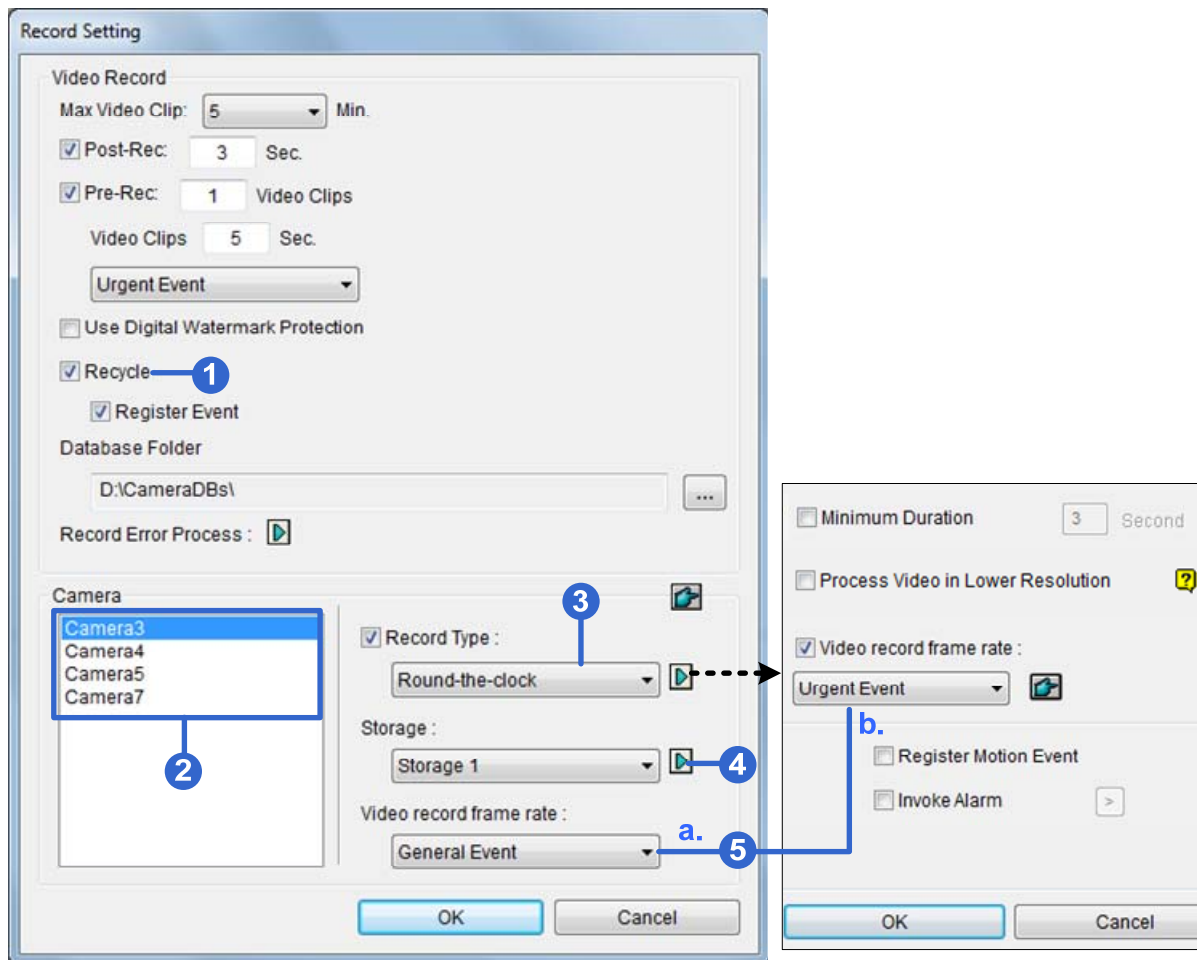 Record Setting
Video Record
Max Video Clip: 5 Min.
Post-Rec: 3 Sec.
Pre-Rec: 1 Video Clips
Video Clips 5 Sec.
Urgent Event
Use Digital Watermark Protection
Recycle 1
Register Event
Database Folder
D:\CameraDBs\ ...
Record Error Process :
Camera
Camera3
Camera4
Camera5
Camera7
2
3
Record Type :
Round-the-clock
Storage :
Storage 1 4
Video record frame rate :
General Event a. 5
OK Cancel
Minimum Duration 3 Second
Process Video in Lower Resolution ?
Video record frame rate :
Urgent Event
b.
Register Motion Event
Invoke Alarm >
OK Cancel